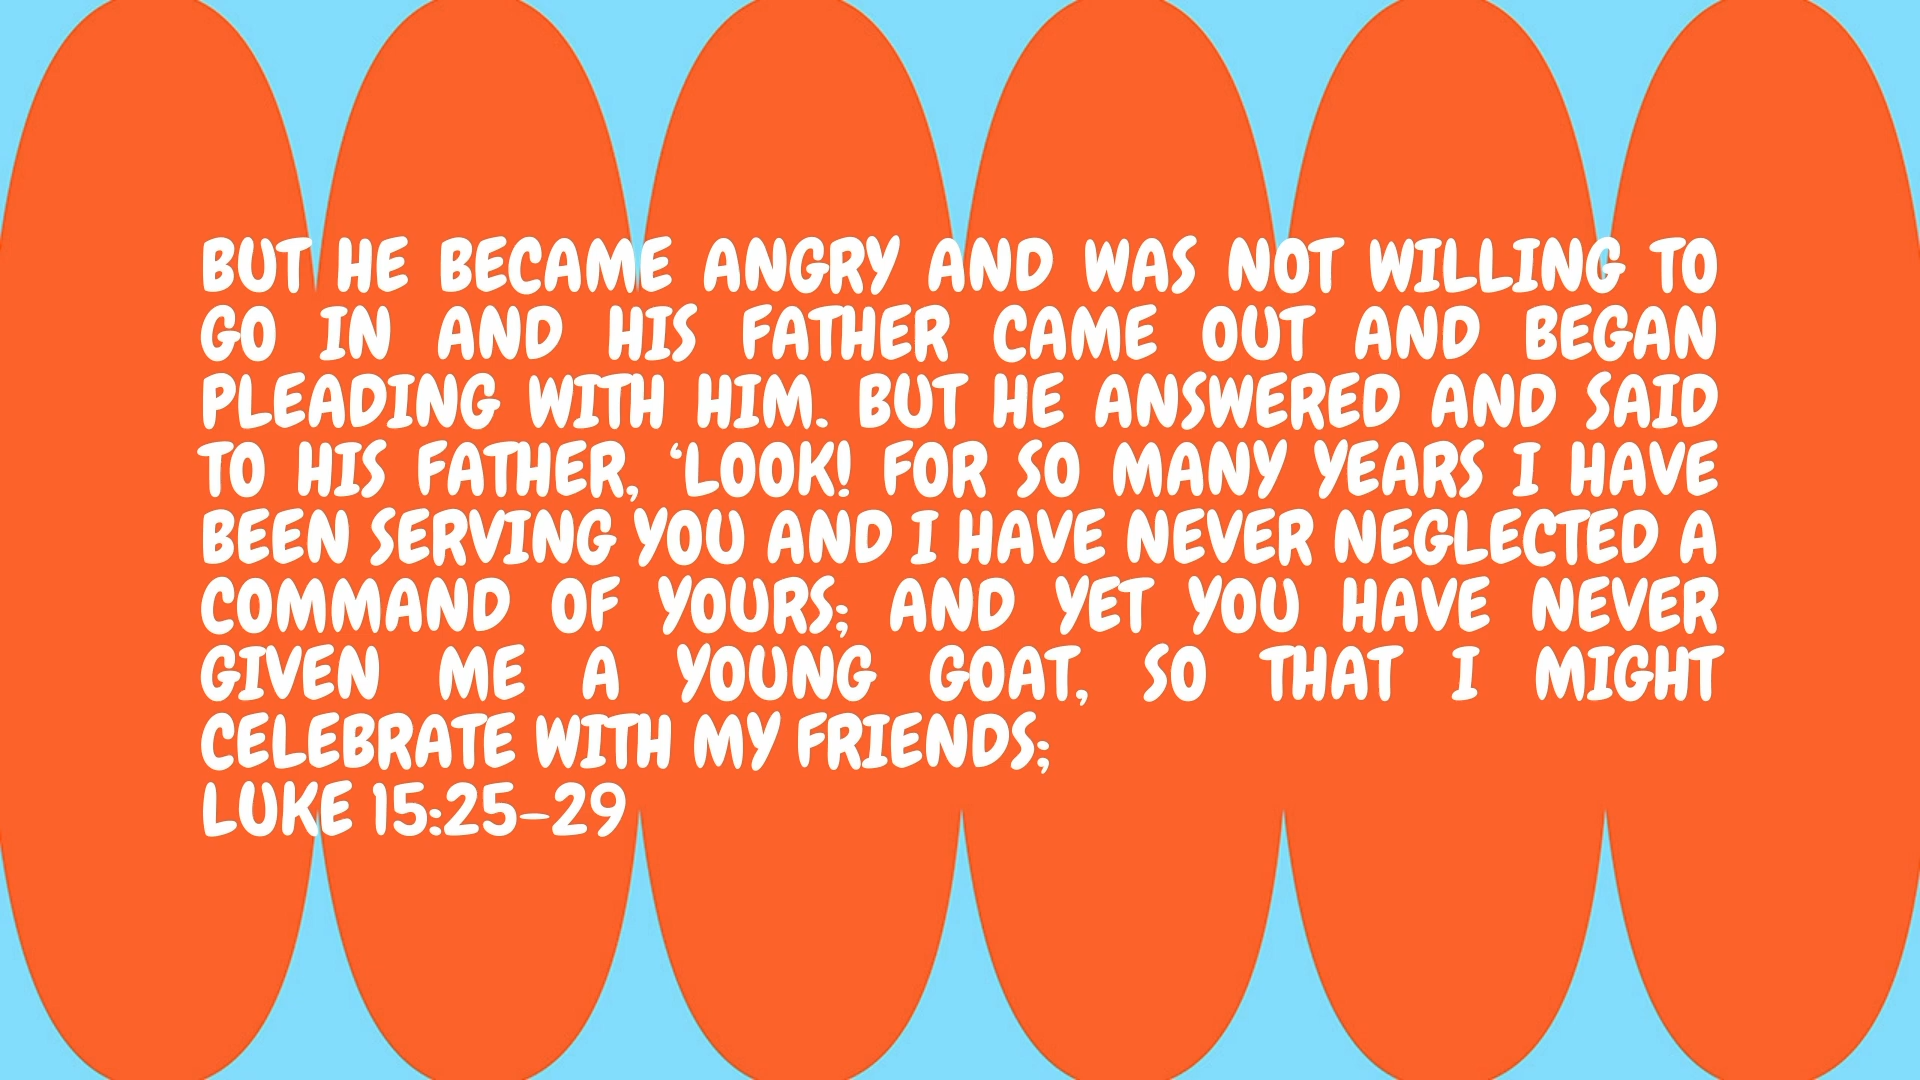 BUT HE BECAME ANGRY AND WAS NOT WILLING TO
GO IN AND HIS FATHER CAME OUT AND BEGAN
PLEADING WITH HIM. BUT HE ANSWERED AND SAID
TO HIS FATHER, ‘LOOK! FOR SO MANY YEARS I HAVE
BEEN SERVING YOU AND I HAVE NEVER NEGLECTED A
COMMAND OF YOURS; AND YET YOU HAVE NEVER
GIVEN ME A YOUNG GOAT, SO THAT I MIGHT
CELEBRATE WITH MY FRIENDS;
LUKE 15:25–29